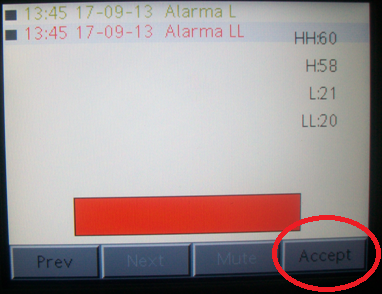 13:45 17-09-13 Alarma L
13:45 17-09-13 Alarma LL
HH:60
H:58
L:21
LL:20
Prev
Next
Mute
Accept